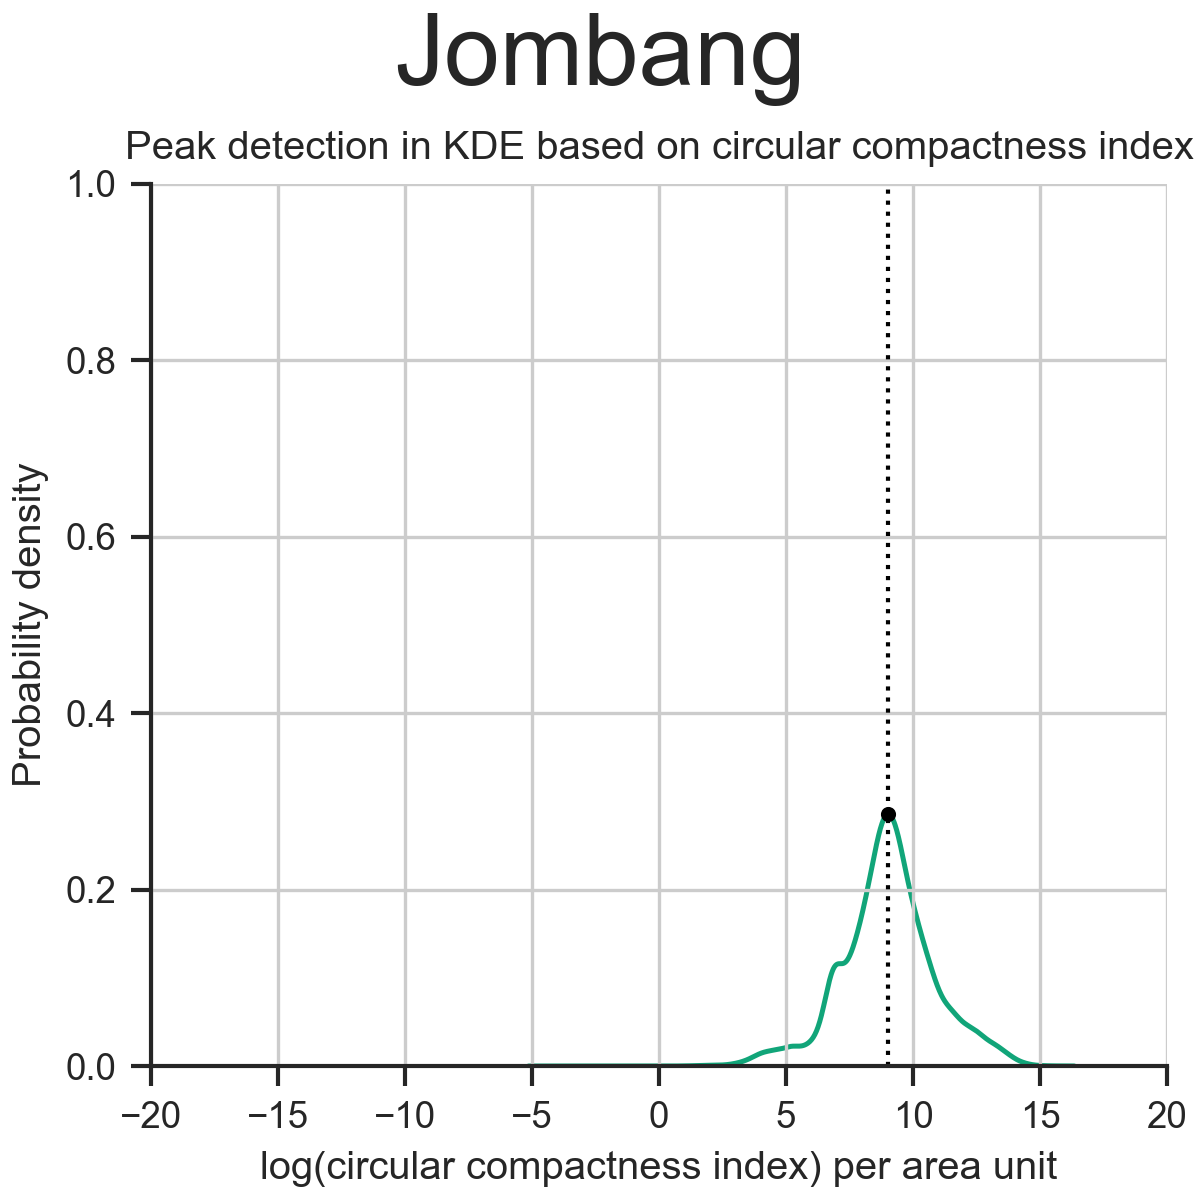 Jombang
Peak detection in KDE based on circular compactness index
1.0
0.8
0.6
0.4
0.2
0.0
Probability density
−20 −15 −10 −5 0 5 10 15 20
log(circular compactness index) per area unit